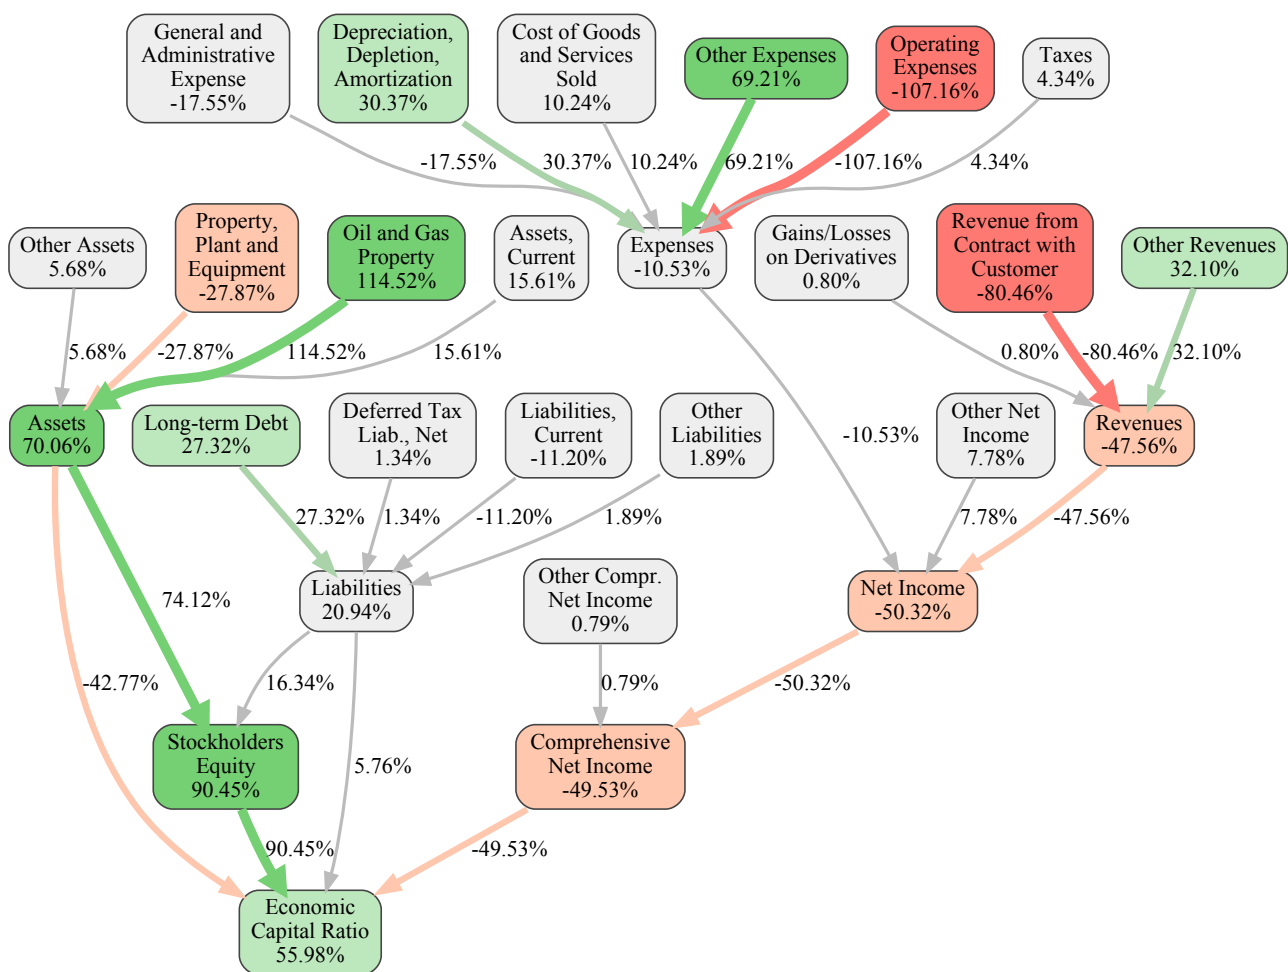 General and
Administrative
Expense
-17.55%
Depreciation,
Depletion,
Amortization
30.37%
Cost of Goods
and Services
Sold
10.24%
Other Expenses
69.21%
Operating
Expenses
-107.16%
Taxes
4.34%
-17.55%
30.37%
10.24%
69.21%
-107.16%
4.34%
Other Assets
5.68%
Property,
Plant and
Equipment
-27.87%
Oil and Gas
Property
114.52%
Assets,
Current
15.61%
Expenses
-10.53%
Gains/Losses
on Derivatives
0.80%
Revenue from
Contract with
Customer
-80.46%
Other Revenues
32.10%
5.68%
-27.87%
114.52%
15.61%
0.80%
-80.46%
32.10%
Assets
70.06%
Long-term Debt
27.32%
Deferred Tax
Liab., Net
1.34%
Liabilities,
Current
-11.20%
Other
Liabilities
1.89%
-10.53%
Other Net
Income
7.78%
Revenues
-47.56%
27.32%
1.34%
-11.20%
1.89%
7.78%
-47.56%
74.12%
Liabilities
20.94%
Other Compr.
Net Income
0.79%
Net Income
-50.32%
-42.77%
16.34%
0.79%
-50.32%
Stockholders
Equity
90.45%
5.76%
Comprehensive
Net Income
-49.53%
90.45%
-49.53%
Economic
Capital Ratio
55.98%